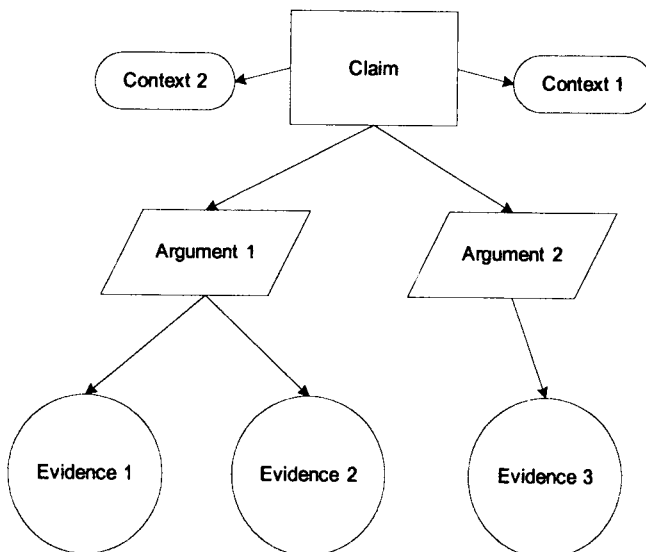 Claim
Context 2
Context 1
Argument 1
Argument 2
Evidence 1
Evidence 2
Evidence 3